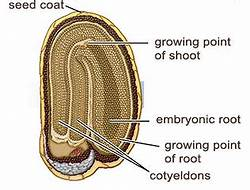 seed coat
growing point
of shoot
embryonic root
growing point
of root
cotyeldons